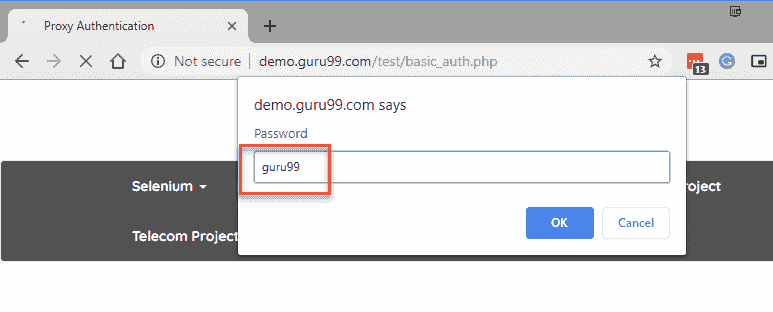 Proxy Authentication
Not secure | demo.guru99.com/test/basic_auth.php
13
demo.guru99.com says
Password
guru99
Selenium
roject
Telecom Project
OK
Cancel